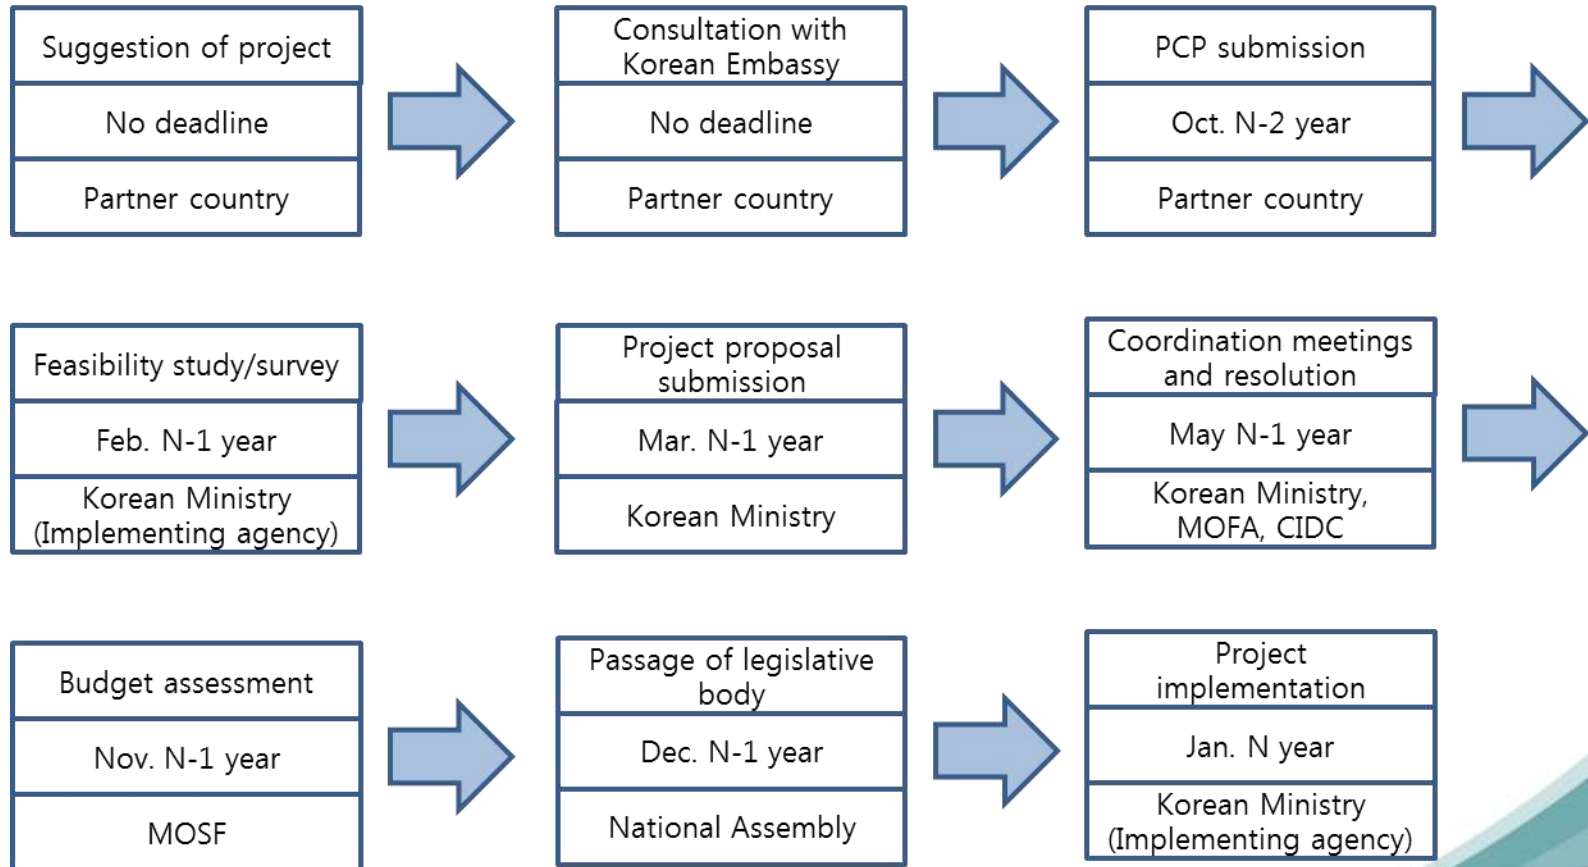 Suggestion of project
No deadline
Partner country
Consultation with
Korean Embassy
No deadline
Partner country
PCP submission
Oct. N-2 year
Partner country
Feasibility study/survey
Feb. N-1 year
Korean Ministry
(Implementing agency)
Project proposal
submission
Mar. N-1 year
Korean Ministry
Coordination meetings
and resolution
May N-1 year
Korean Ministry,
MOFA, CIDC
Budget assessment
Nov. N-1 year
MOSF
Passage of legislative
body
Dec. N-1 year
National Assembly
Project
implementation
Jan. N year
Korean Ministry
(Implementing agency)